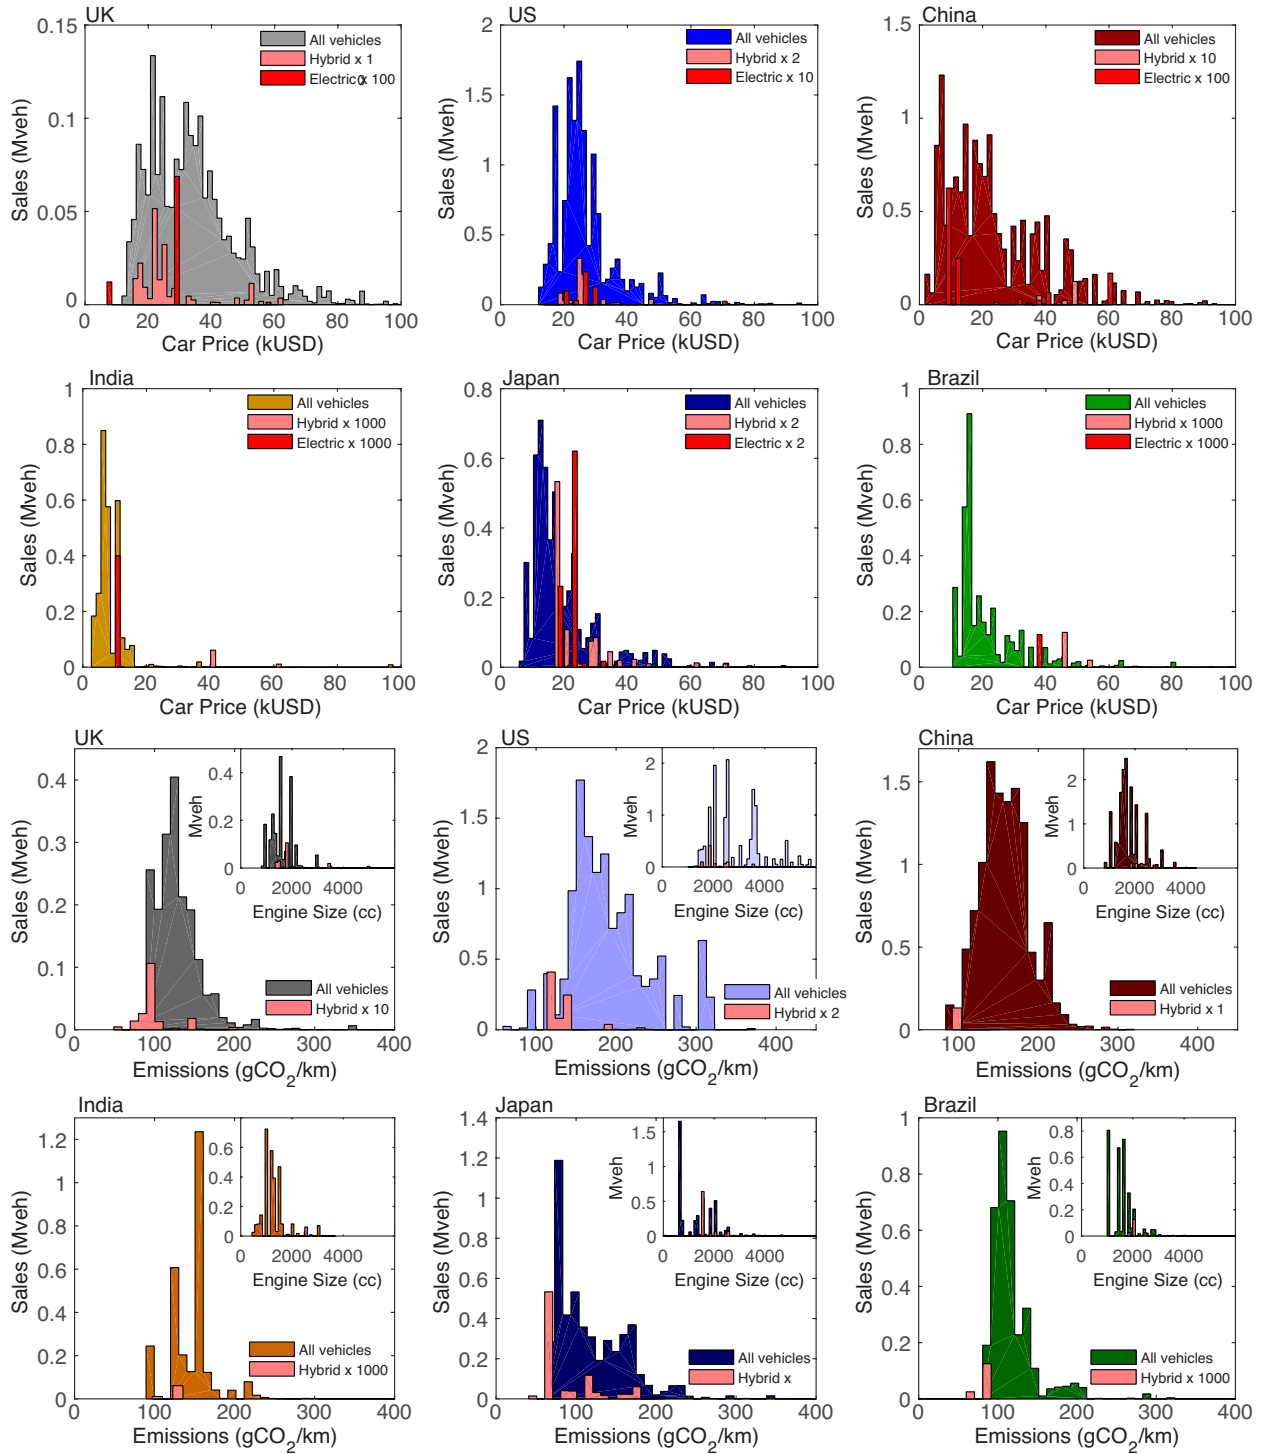 UK
0.15
0.1
0.05
0
Sales (Mveh)
All vehicles
Hybrid x 1
Electric x 100
0
0 20 40 60 80 100
Car Price (kUSD)
US
2
1.5
1
0.5
0
Sales (Mveh)
All vehicles
Hybrid x 2
Electric x 10
0 20 40 60 80 100
Car Price (kUSD)
China
1.5
1
0.5
0
Sales (Mveh)
All vehicles
Hybrid x 10
Electric x 100
0 20 40 60 80 100
Car Price (kUSD)
India
1
0.8
0.6
0.4
0.2
0
Sales (Mveh)
All vehicles
Hybrid x 1000
Electric x 1000
0 20 40 60 80 100
Car Price (kUSD)
Japan
0.8
0.6
0.4
0.2
0
Sales (Mveh)
All vehicles
Hybrid x 2
Electric x 2
0 20 40 60 80 100
Car Price (kUSD)
Brazil
1
0.8
0.6
0.4
0.2
0
Sales (Mveh)
All vehicles
Hybrid x 1000
Electric x 1000
0 20 40 60 80 100
Car Price (kUSD)
UK
0.4
0.3
0.2
0.1
0
Sales (Mveh)
0.4
0.2
0
Mveh
0 2000 4000
Engine Size (cc)
All vehicles
Hybrid x 10
0 100 200 300 400
Emissions (gCO2/km)
US
2
1.5
1
0.5
0
Sales (Mveh)
2
1
0
Mveh
0 2000 4000
Engine Size (cc)
All vehicles
Hybrid x 2
100 200 300 400
Emissions (gCO2/km)
China
1.5
1
0.5
0
Sales (Mveh)
2
1
0
Mveh
0 2000 4000
Engine Size (cc)
All vehicles
Hybrid x 1
100 200 300 400
Emissions (gCO2/km)
India
1.2
1
0.8
0.6
0.4
0.2
0
Sales (Mveh)
0.6
0.4
0.2
0
Mveh
0 2000 4000
Engine Size (cc)
All vehicles
Hybrid x 1000
0 100 200 300 400
Emissions (gCO2/km)
Japan
1.4
1.2
1
0.8
0.6
0.4
0.2
0
Sales (Mveh)
1.5
1
0.5
0
Mveh
0 2000 4000
Engine Size (cc)
All vehicles
Hybrid x
0 100 200 300 400
Emissions (gCO2/km)
Brazil
1
0.8
0.6
0.4
0.2
0
Sales (Mveh)
0.8
0.6
0.4
0.2
0
Mveh
0 2000 4000
Engine Size (cc)
All vehicles
Hybrid x 1000
0 100 200 300 400
Emissions (gCO2/km)